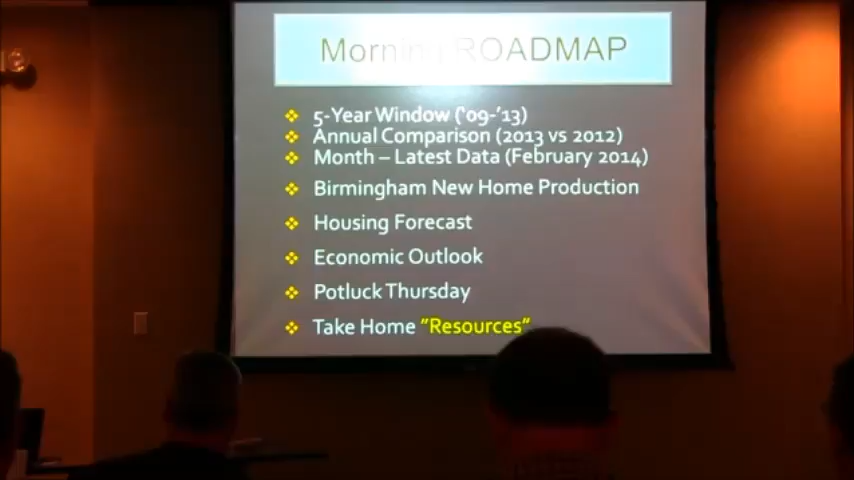 Morning ROADMAP
5-Year Window ('09-'13)
Annual Comparison (2013 vs 2012)
Month – Latest Data (February 2014)
Birmingham New Home Production
Housing Forecast
Economic Outlook
Potluck Thursday
Take Home "Resources"